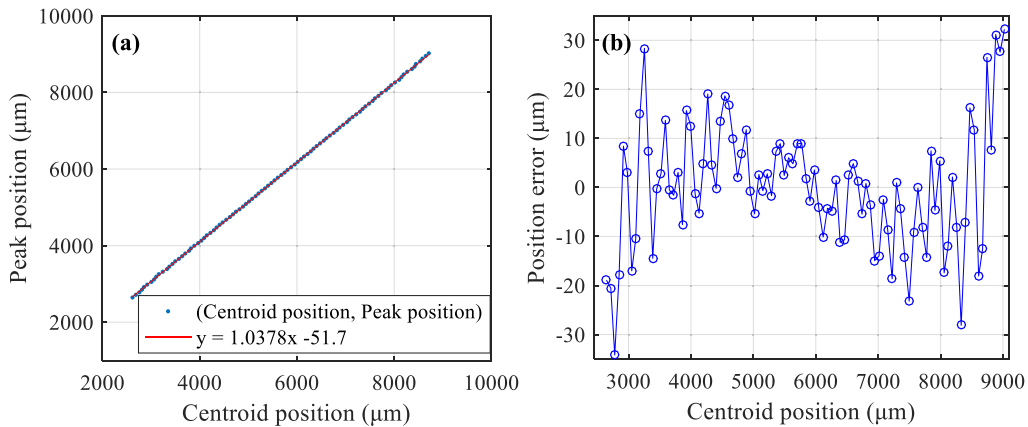 (a)
10000
8000
6000
4000
2000
Peak position (μm)
(Centroid position, Peak position)
y = 1.0378x -51.7
2000 4000 6000 8000 10000
Centroid position (μm)
(b)
30
20
10
0
-10
-20
-30
Position error (μm)
3000 4000 5000 6000 7000 8000 9000
Centroid position (μm)